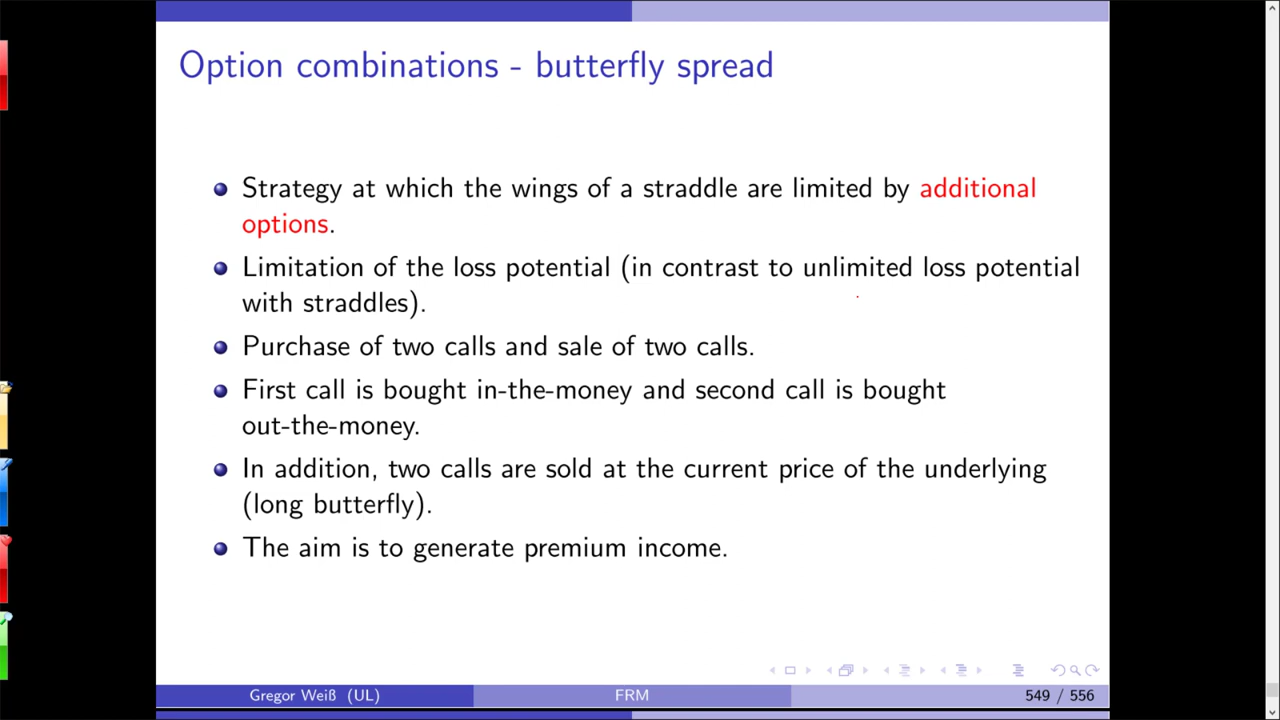 Option combinations - butterfly spread
Strategy at which the wings of a straddle are limited by additional
options.
Limitation of the loss potential (in contrast to unlimited loss potential
with straddles).
Purchase of two calls and sale of two calls.
First call is bought in-the-money and second call is bought
out-the-money.
In addition, two calls are sold at the current price of the underlying
(long butterfly).
The aim is to generate premium income.
Gregor Weiß (UL) FRM 549 / 556